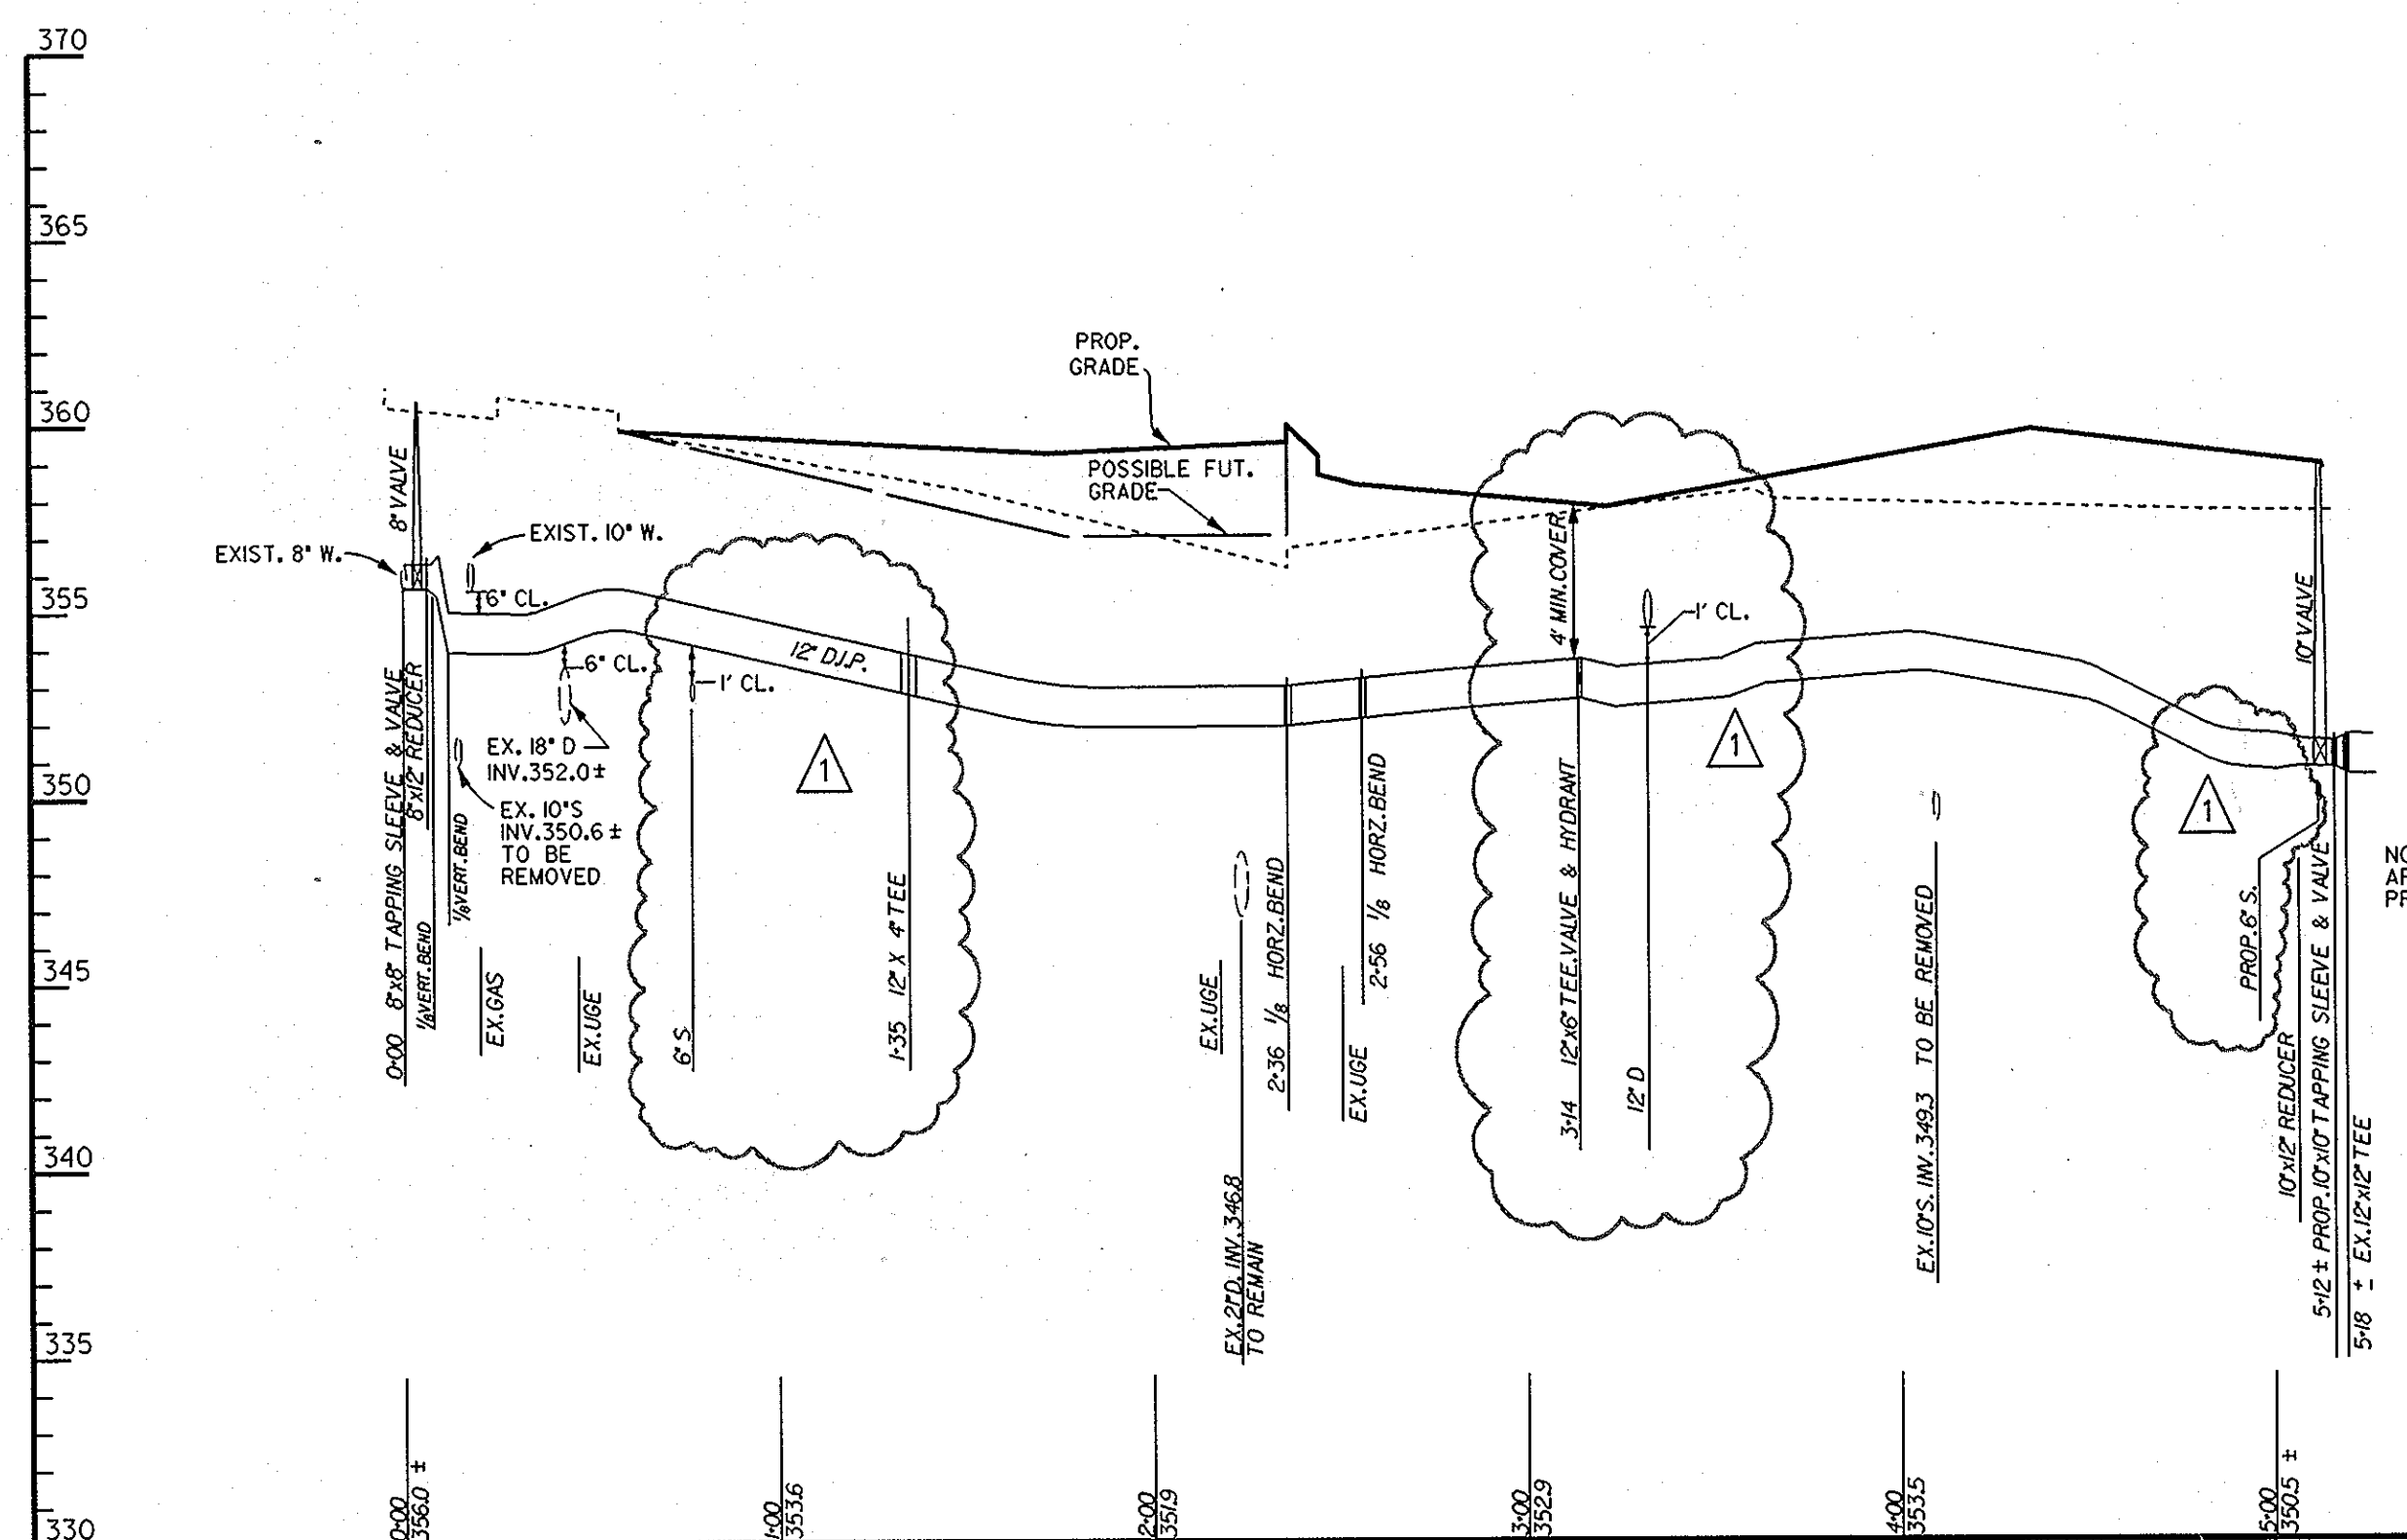 370
365
360
355
350
345
340
335
330
PROP.
GRADE
POSSIBLE FUT.
GRADE
8" VALVE
EXIST. 8" W.
EXIST. 10" W.
6" CL.
6" CL.
1' CL.
12" D.I.P.
EX. 18" D
INV. 352.0 ±
EX. 10" S
INV. 350.6 ±
TO BE
REMOVED
0+00 8"x8" TAPPING SLEEVE & VALVE
8"x12" REDUCER
1/8 VERT. BEND
1/8 VERT. BEND
EX. GAS
EX. UGE
6" S
1+35 12" X 4" TEE
1
EX. UGE
EX. 21" D. INV. 346.8
TO REMAIN
2+36 1/8 HORZ. BEND
EX. UGE
2+56 1/8 HORZ. BEND
4' MIN. COVER
1' CL.
3+14 12"x6" TEE, VALVE & HYDRANT
12" D
1
EX. 10" S. INV. 349.3 TO BE REMOVED
10" VALVE
1
PROP. 6" S.
10"x12" REDUCER
5+12 ± PROP. 10"x10" TAPPING SLEEVE & VALVE
5+18 ± EX. 12"x12" TEE
0+00
356.0 ±
1+00
353.6
2+00
351.9
3+00
352.9
4+00
353.5
5+00
350.5 ±